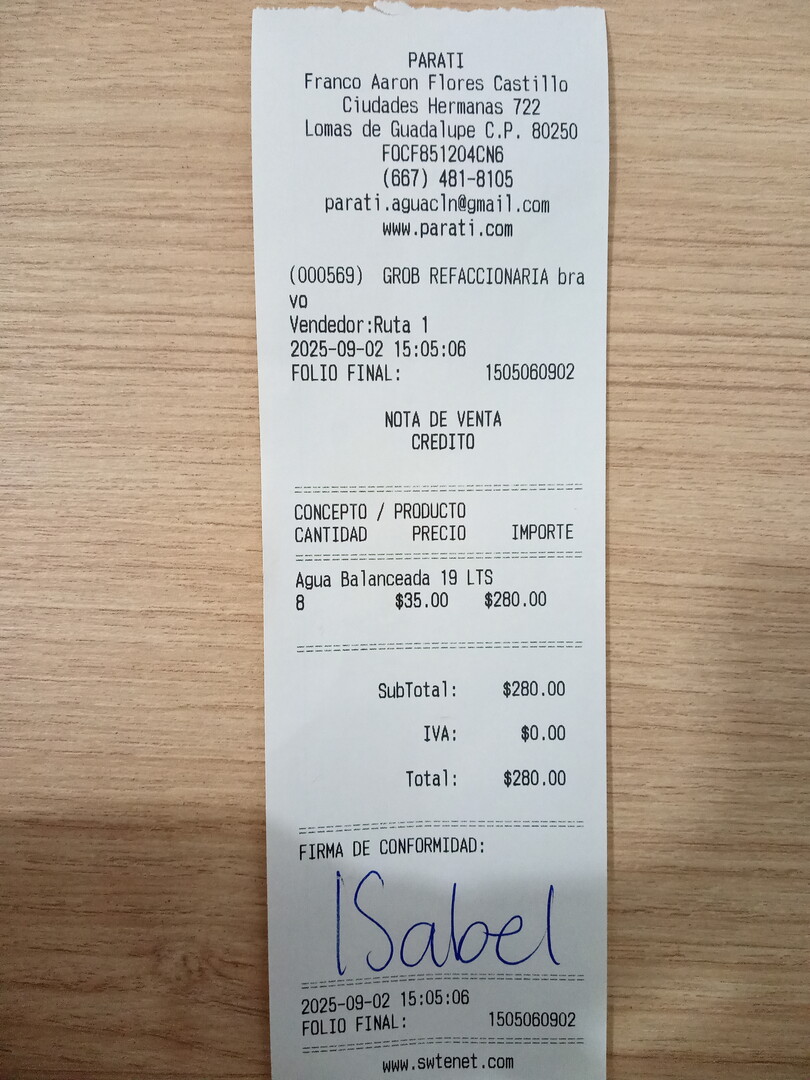 PARATI
Franco Aaron Flores Castillo
Ciudades Hermanas 722
Lomas de Guadalupe C.P. 80250
FOCF851204CN6
(667) 481-8105
parati.aguacln@gmail.com
www.parati.com
(000569) GROB REFACCIONARIA bra
vo
Vendedor:Ruta 1
2025-09-02 15:05:06
FOLIO FINAL: 1505060902
NOTA DE VENTA
CREDITO
CONCEPTO / PRODUCTO
CANTIDAD PRECIO IMPORTE
Agua Balanceada 19 LTS
8 $35.00 $280.00
SubTotal: $280.00
IVA: $0.00
Total: $280.00
FIRMA DE CONFORMIDAD:
ISabel
2025-09-02 15:05:06
FOLIO FINAL: 1505060902
www.swtenet.com